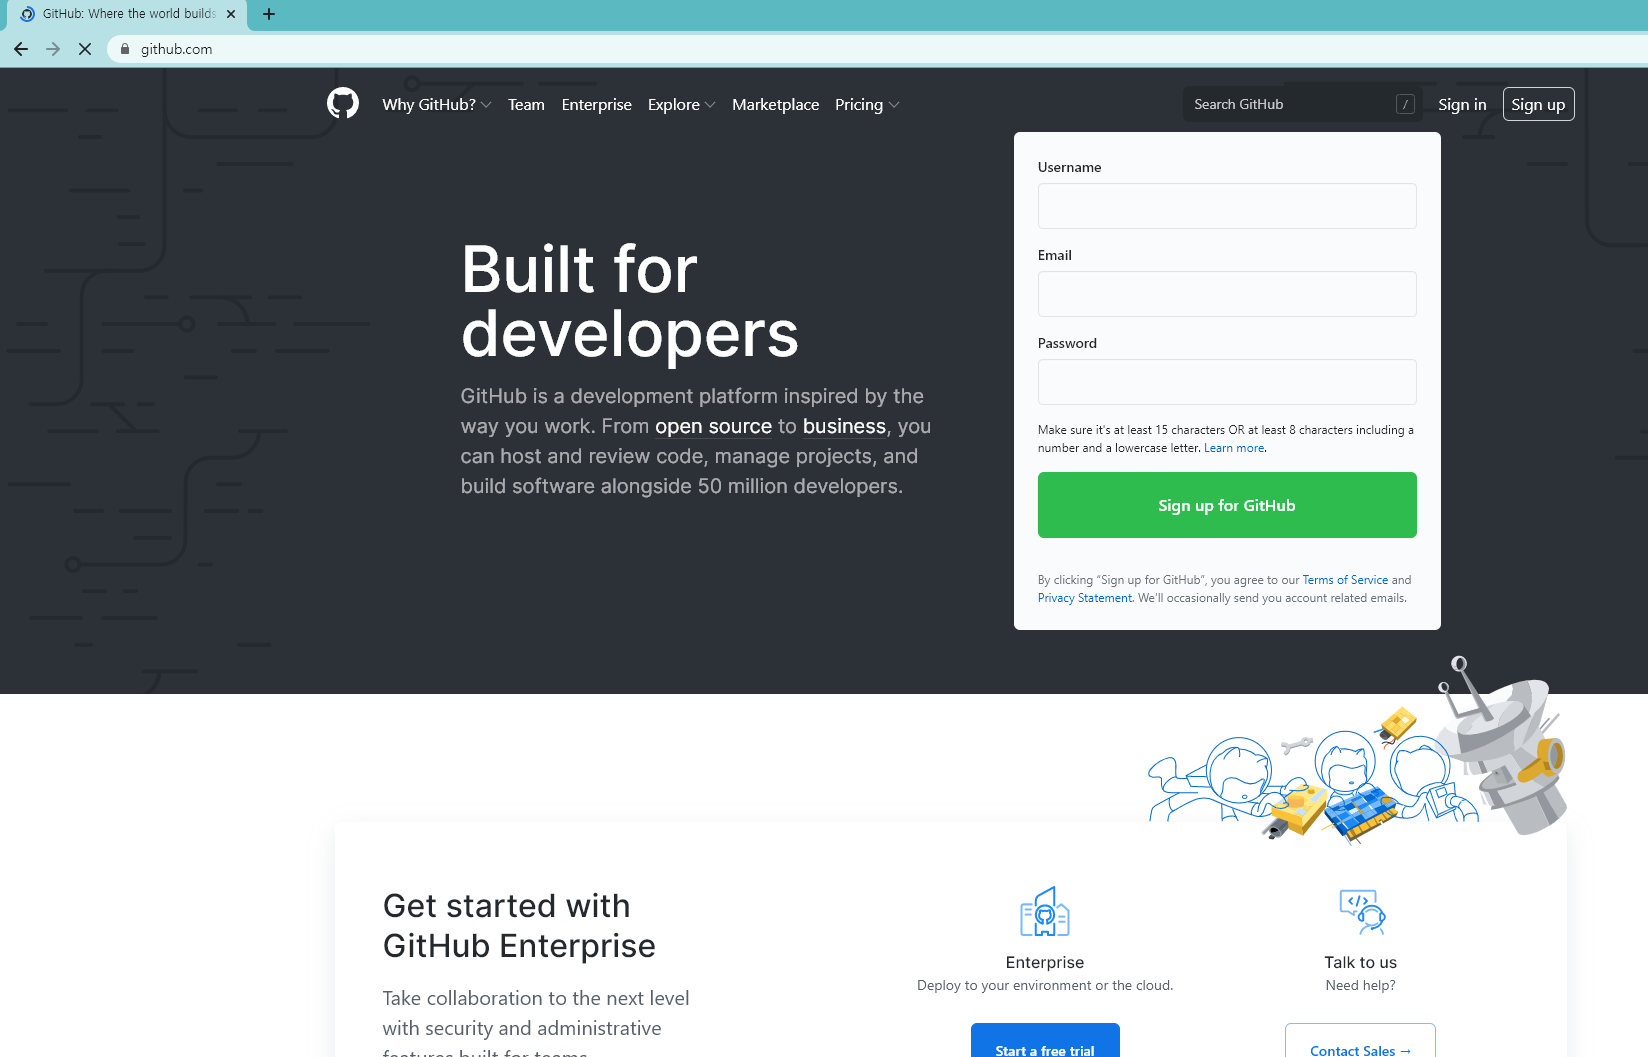 GitHub: Where the world builds
github.com
Why GitHub? Team Enterprise Explore Marketplace Pricing
Search GitHub /
Sign in Sign up
Built for
developers
GitHub is a development platform inspired by the
way you work. From open source to business, you
can host and review code, manage projects, and
build software alongside 50 million developers.
Username
Email
Password
Make sure it's at least 15 characters OR at least 8 characters including a
number and a lowercase letter. Learn more.
Sign up for GitHub
By clicking “Sign up for GitHub”, you agree to our Terms of Service and
Privacy Statement. We’ll occasionally send you account related emails.
Get started with
GitHub Enterprise
Take collaboration to the next level
with security and administrative
features built for teams.
Enterprise
Deploy to your environment or the cloud.
Start a free trial
Talk to us
Need help?
Contact Sales →